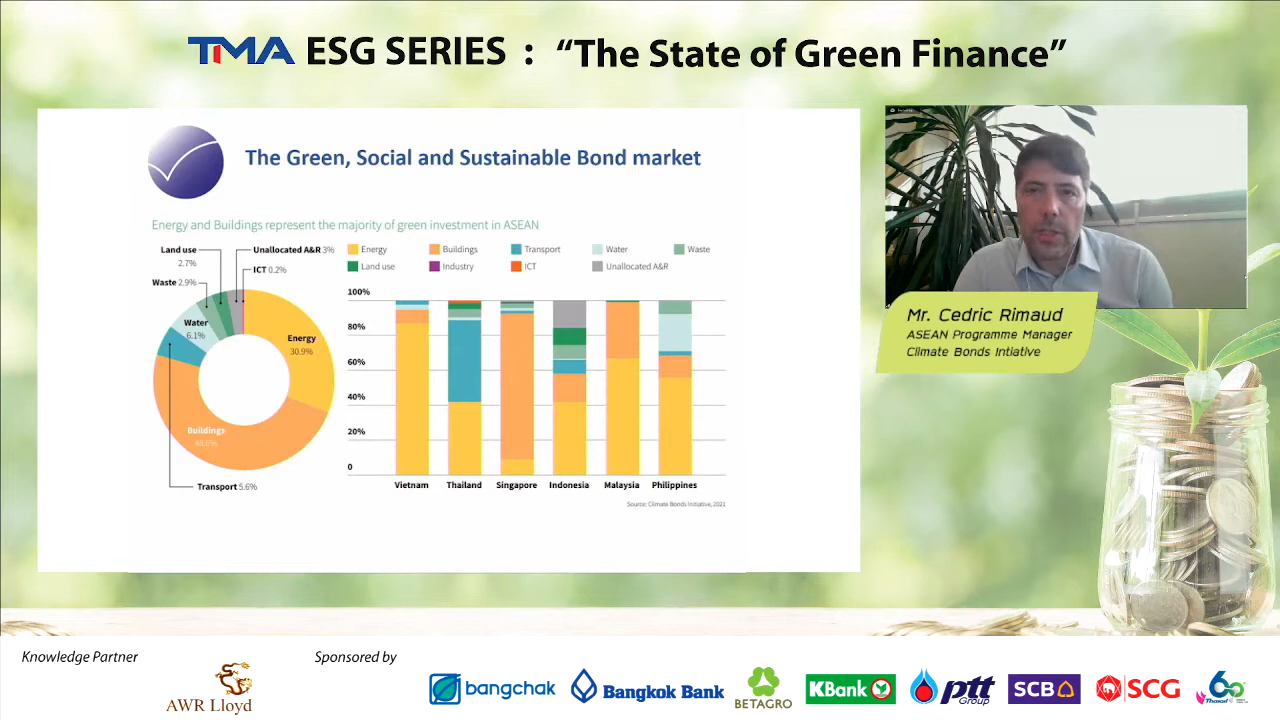 TMA ESG SERIES : “The State of Green Finance”
The Green, Social and Sustainable Bond market
Energy and Buildings represent the majority of green investment in ASEAN
Land use
2.7%
Unallocated A&R 3%
ICT 0.2%
Waste 2.9%
Water
6.1%
Energy
30.9%
Buildings
Transport 5.6%
Energy Buildings Transport Water Waste
Land use Industry ICT Unallocated A&R
100%
80%
60%
40%
20%
0
Vietnam Thailand Singapore Indonesia Malaysia Philippines
Source: Climate Bonds Initiative, 2021
Mr. Cedric Rimaud
ASEAN Programme Manager
Climate Bonds Intiative
Knowledge Partner
AWR Lloyd
Sponsored by
bangchak
Bangkok Bank
BETAGRO
KBank
ptt
Group
SCB
SCG
60